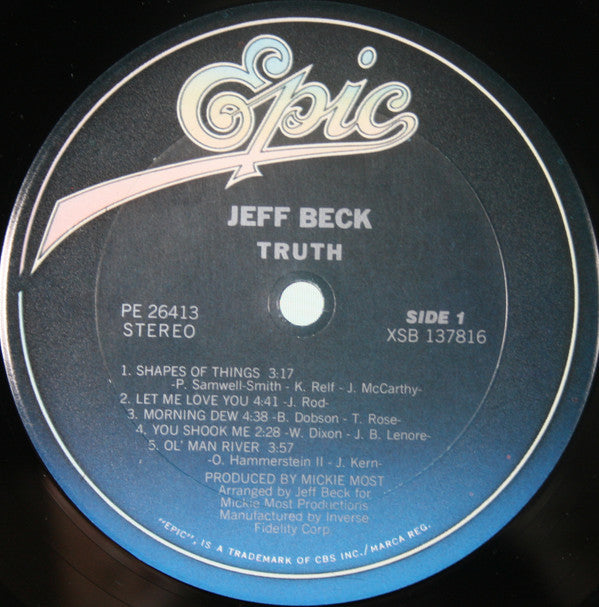 Epic
JEFF BECK
TRUTH
PE 26413
STEREO
SIDE 1
XSB 137816
1. SHAPES OF THINGS 3:17
-P. Samwell-Smith - K. Relf - J. McCarthy-
2. LET ME LOVE YOU 4:41 -J. Rod-
3. MORNING DEW 4:38 -B. Dobson - T. Rose-
4. YOU SHOOK ME 2:28 -W. Dixon - J. B. Lenore-
5. OL' MAN RIVER 3:57
-O. Hammerstein II - J. Kern-
PRODUCED BY MICKIE MOST
Arranged by Jeff Beck for
Mickie Most Productions
Manufactured by Inverse
Fidelity Corp.
"EPIC", IS A TRADEMARK OF CBS INC./MARCA REG.